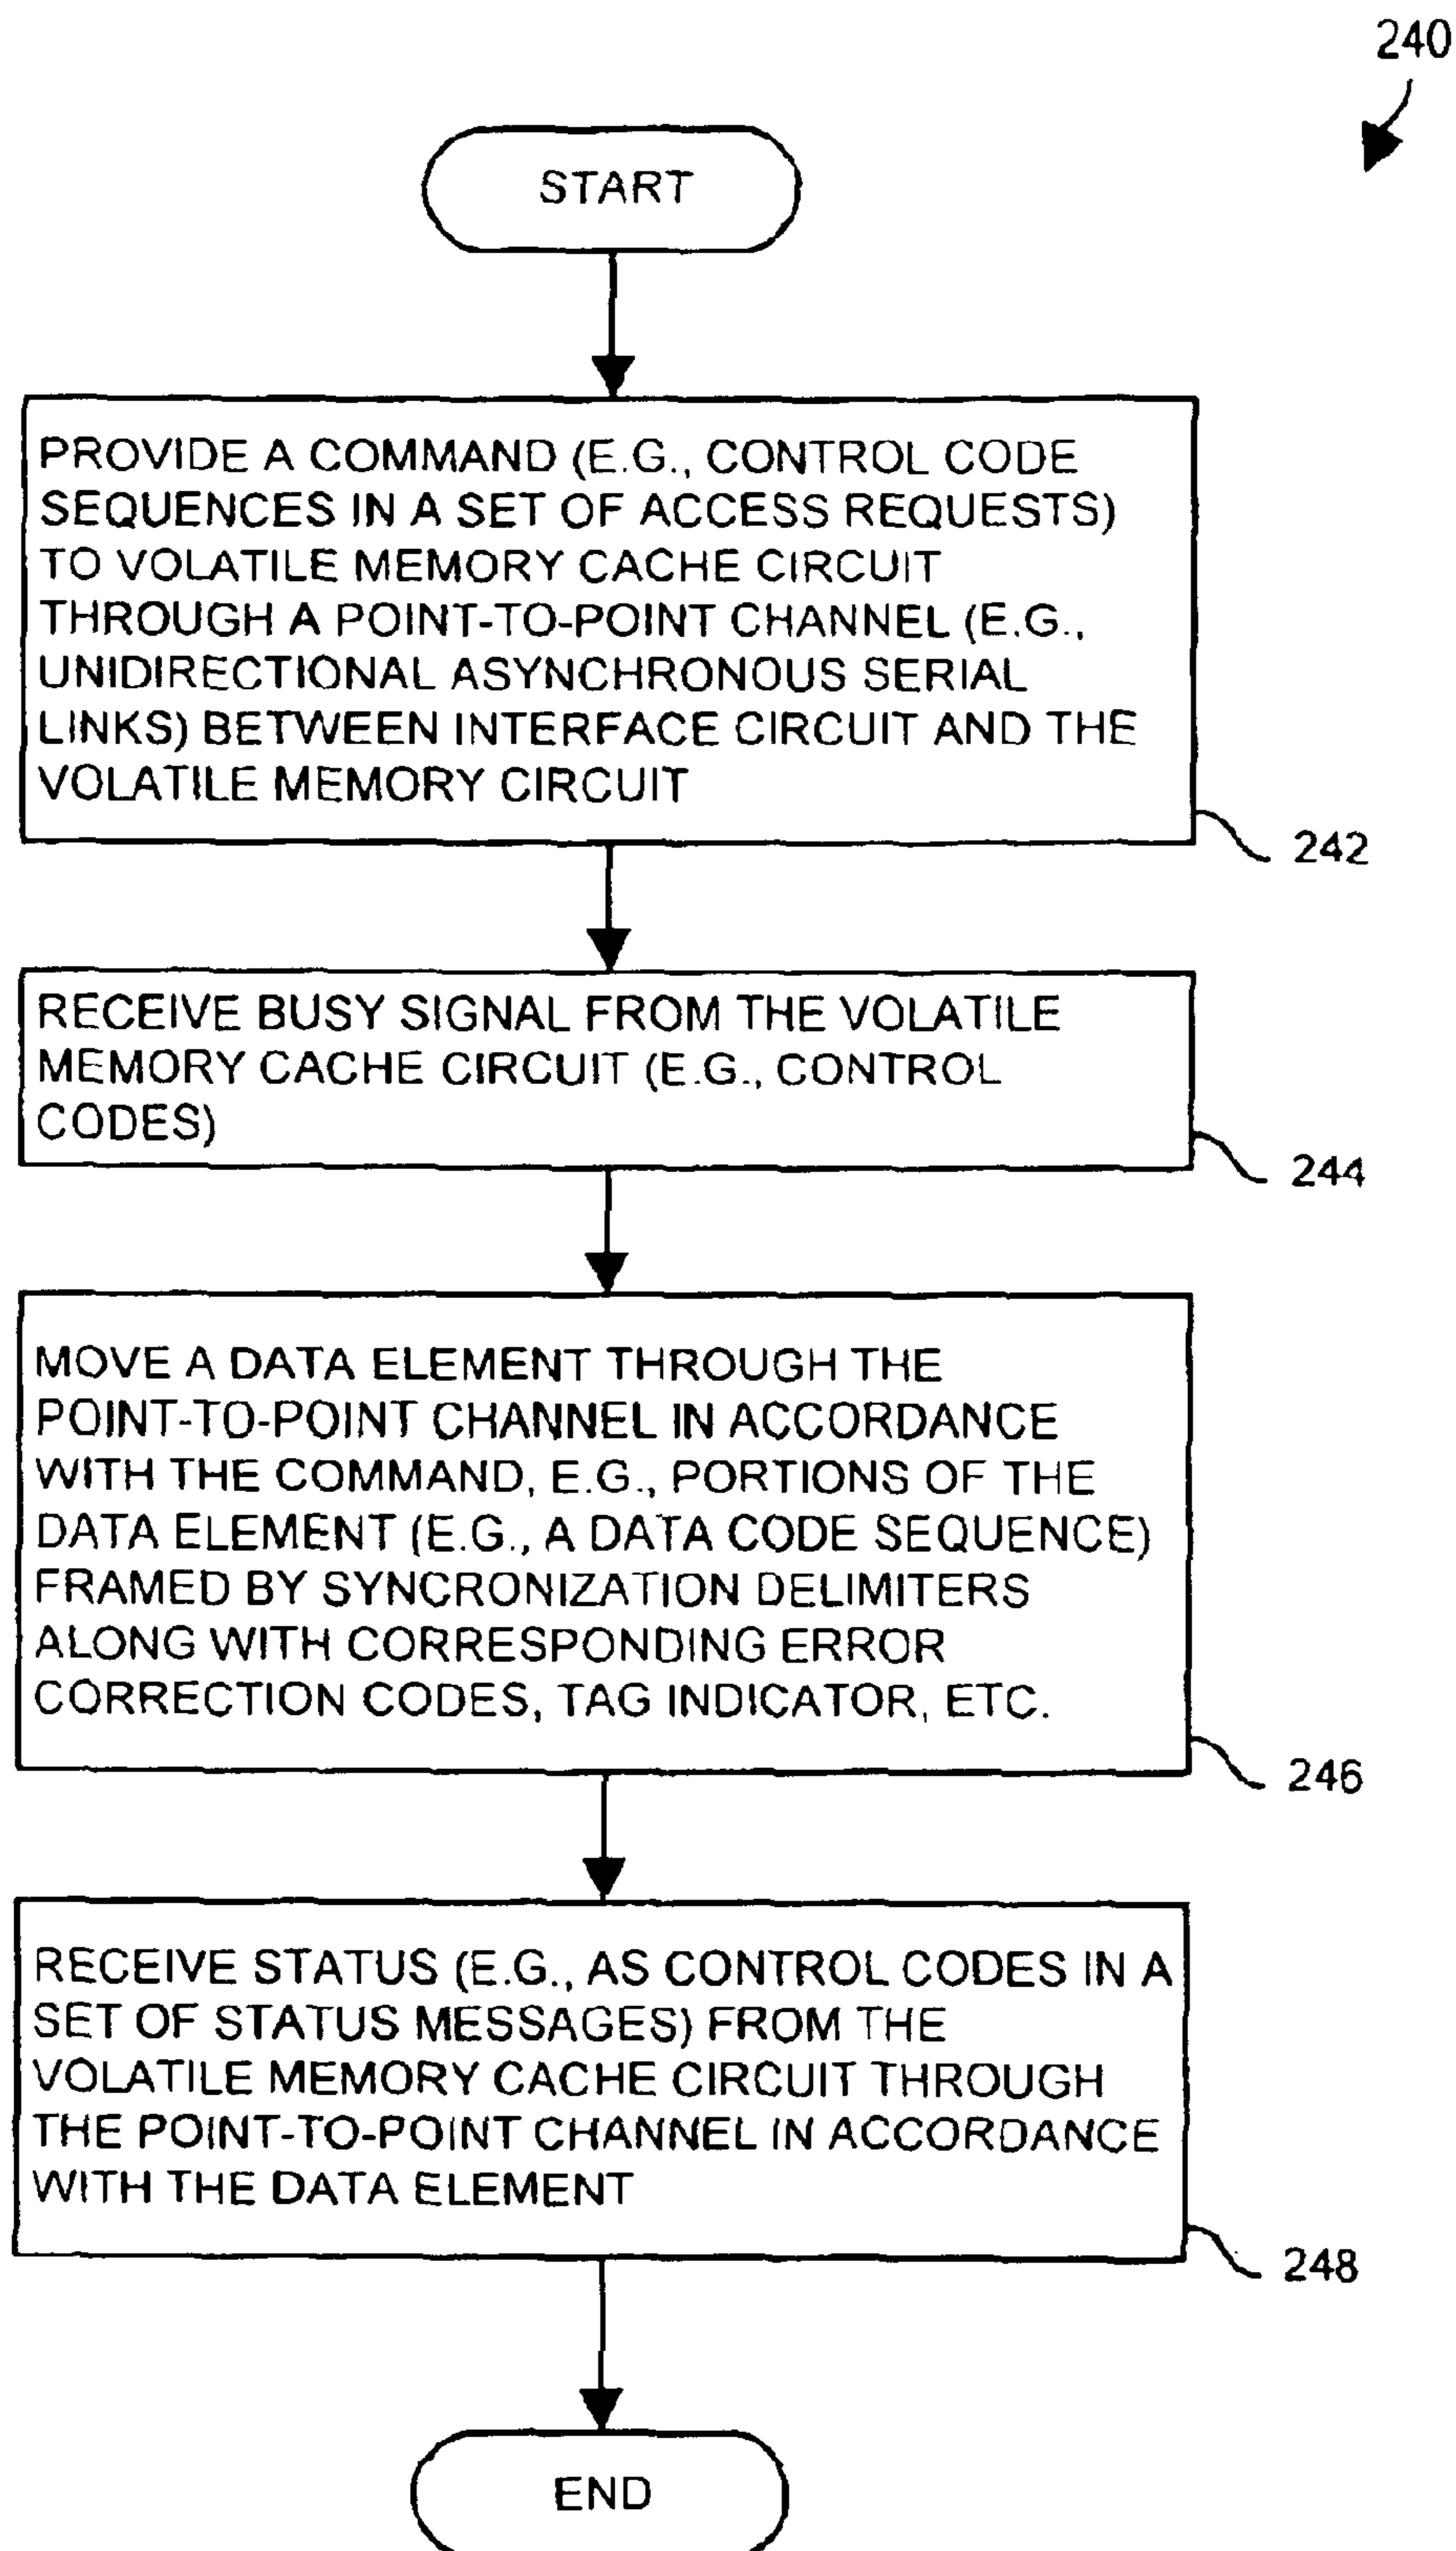 240
START
PROVIDE A COMMAND (E.G., CONTROL CODE
SEQUENCES IN A SET OF ACCESS REQUESTS)
TO VOLATILE MEMORY CACHE CIRCUIT
THROUGH A POINT-TO-POINT CHANNEL (E.G.,
UNIDIRECTIONAL ASYNCHRONOUS SERIAL
LINKS) BETWEEN INTERFACE CIRCUIT AND THE
VOLATILE MEMORY CIRCUIT
242
RECEIVE BUSY SIGNAL FROM THE VOLATILE
MEMORY CACHE CIRCUIT (E.G., CONTROL
CODES)
244
MOVE A DATA ELEMENT THROUGH THE
POINT-TO-POINT CHANNEL IN ACCORDANCE
WITH THE COMMAND, E.G., PORTIONS OF THE
DATA ELEMENT (E.G., A DATA CODE SEQUENCE)
FRAMED BY SYNCRONIZATION DELIMITERS
ALONG WITH CORRESPONDING ERROR
CORRECTION CODES, TAG INDICATOR, ETC.
246
RECEIVE STATUS (E.G., AS CONTROL CODES IN A
SET OF STATUS MESSAGES) FROM THE
VOLATILE MEMORY CACHE CIRCUIT THROUGH
THE POINT-TO-POINT CHANNEL IN ACCORDANCE
WITH THE DATA ELEMENT
248
END